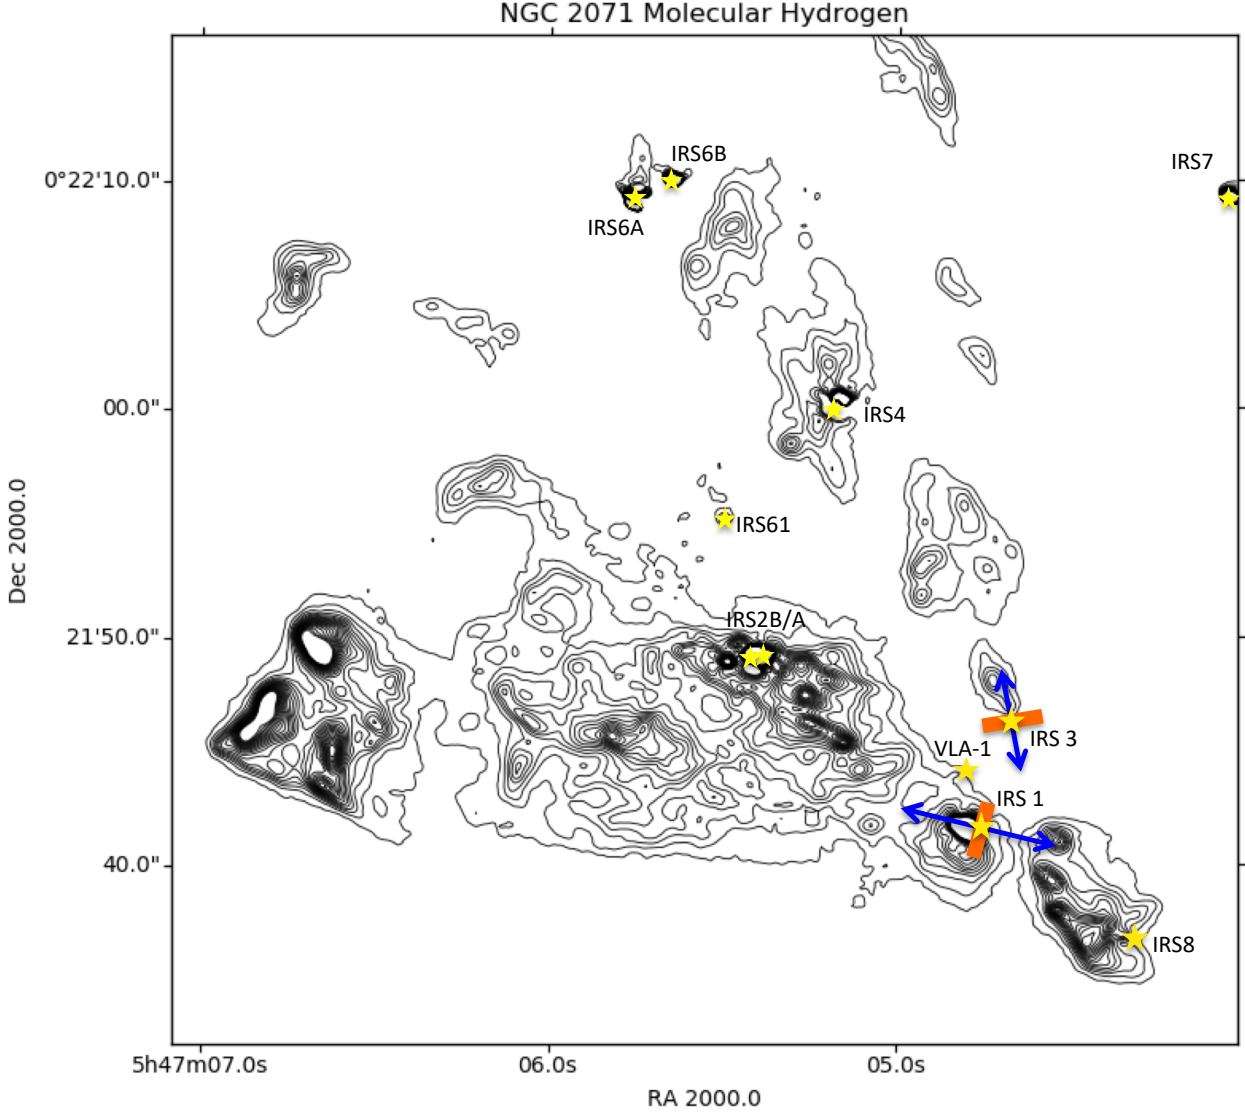 NGC 2071 Molecular Hydrogen
IRS6B
IRS7
0°22'10.0"
IRS6A
00.0"
IRS4
IRS61
Dec 2000.0
IRS2B/A
21'50.0"
IRS 3
VLA-1
IRS 1
40.0"
IRS8
5h47m07.0s
06.0s
05.0s
RA 2000.0